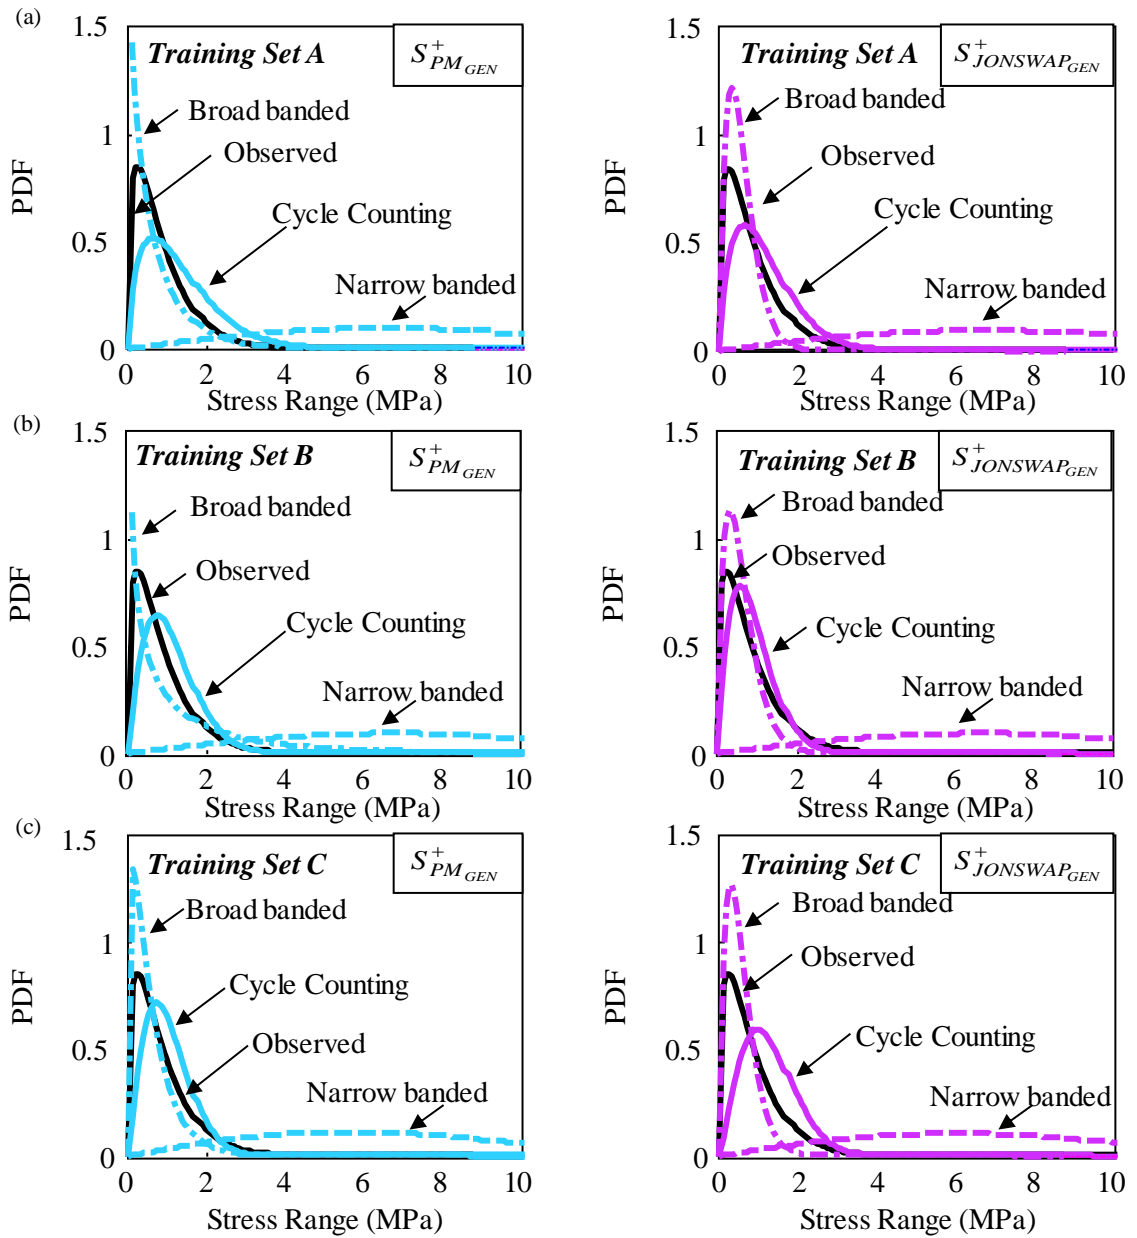 (a)
1.5
Training Set A
S+PM GEN
Broad banded
1
Observed
PDF
Cycle Counting
0.5
Narrow banded
0
0 2 4 6 8 10
Stress Range (MPa)
Training Set A
S+JONSWAP GEN
Broad banded
1
Observed
PDF
Cycle Counting
0.5
Narrow banded
0
0 2 4 6 8 10
Stress Range (MPa)
(b)
1.5
Training Set B
S+PM GEN
Broad banded
1
Observed
PDF
Cycle Counting
0.5
Narrow banded
0
0 2 4 6 8 10
Stress Range (MPa)
1.5
Training Set B
S+JONSWAP GEN
Broad banded
1
Observed
PDF
Cycle Counting
0.5
Narrow banded
0
0 2 4 6 8 10
Stress Range (MPa)
(c)
1.5
Training Set C
S+PM GEN
Broad banded
1
Cycle Counting
PDF
Observed
0.5
Narrow banded
0
0 2 4 6 8 10
Stress Range (MPa)
1.5
Training Set C
S+JONSWAP GEN
Broad banded
1
Observed
PDF
Cycle Counting
0.5
Narrow banded
0
0 2 4 6 8 10
Stress Range (MPa)